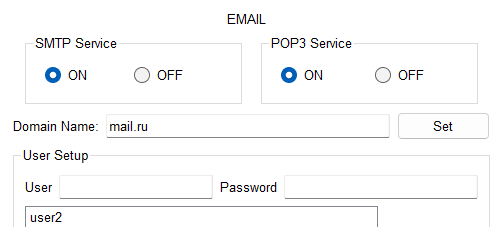 EMAIL
SMTP Service
POP3 Service
ON
OFF
ON
OFF
Domain Name: mail.ru
Set
User Setup
User
Password
user2